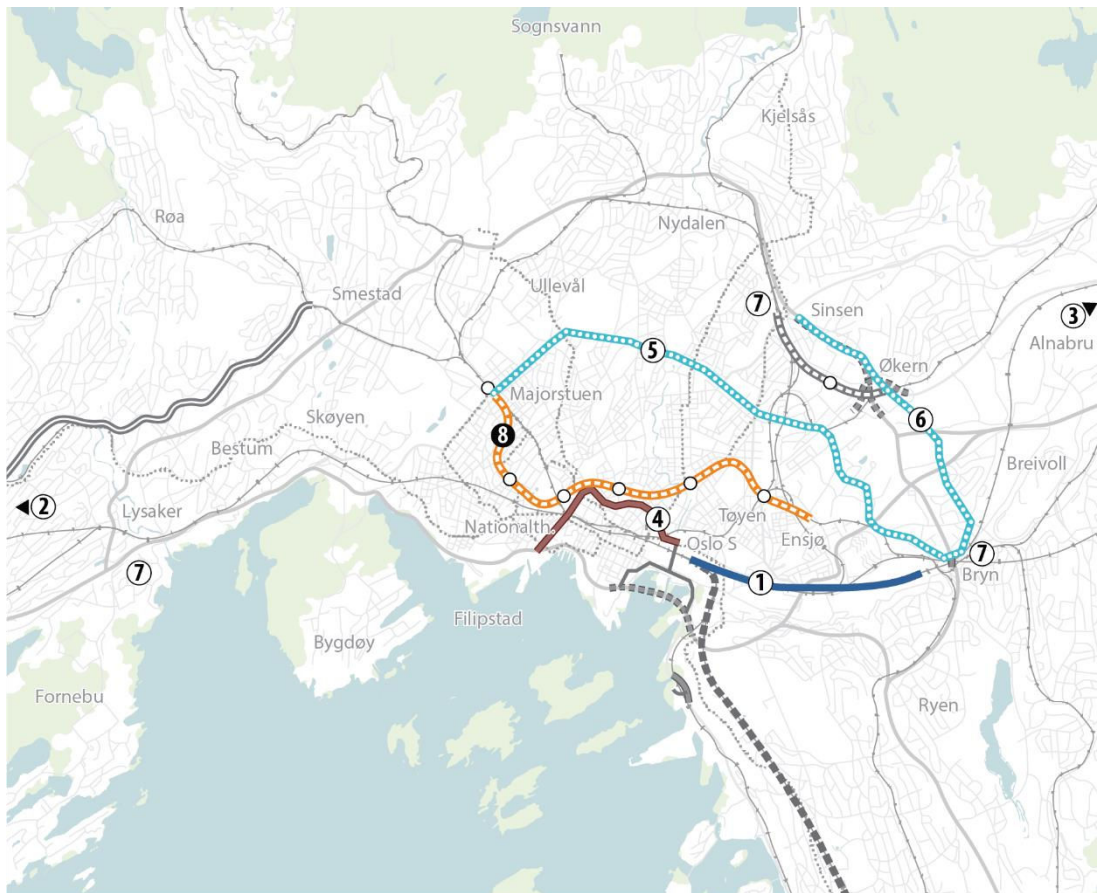 Sognsvann
Kjelsås
Røa
Nydalen
Ullevål
Smestad
7
Sinsen
3
Alnabru
5
Økern
Majorstuen
Skøyen
8
6
Bestum
Breivoll
2
Lysaker
Nationalth.
4
Tøyen
Oslo S
Ensjø
7
7
1
Bryn
Filipstad
Bygdøy
Fornebu
Ryen